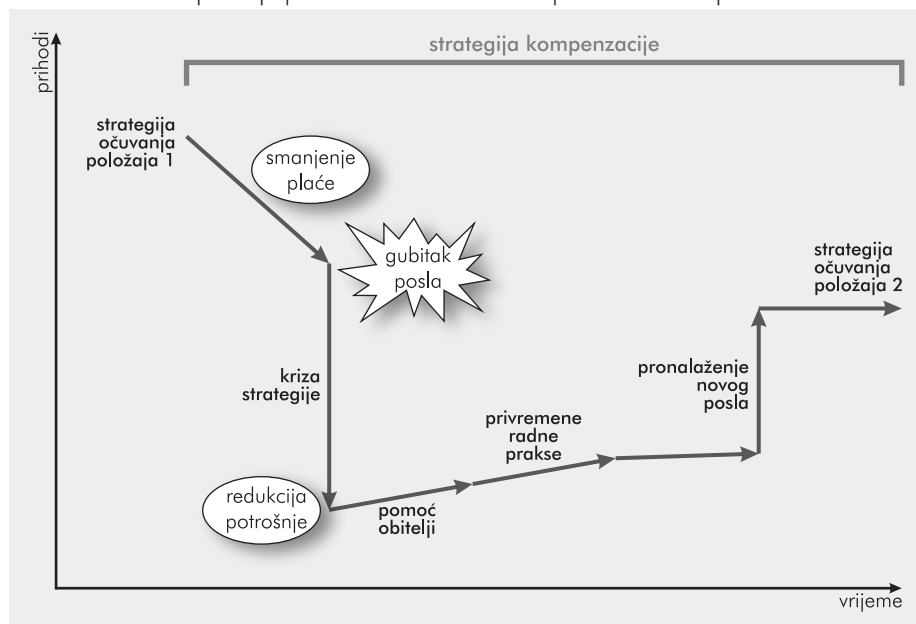 strategija kompenzacije
prihodi
strategija
očuvanja
položaja 1
smanjenje
plaće
gubitak
posla
strategija
očuvanja
položaja 2
kriza
strategije
pronalaženje
novog
posla
privremene
radne
prakse
redukcija
potrošnje
pomoć
obitelji
vrijeme